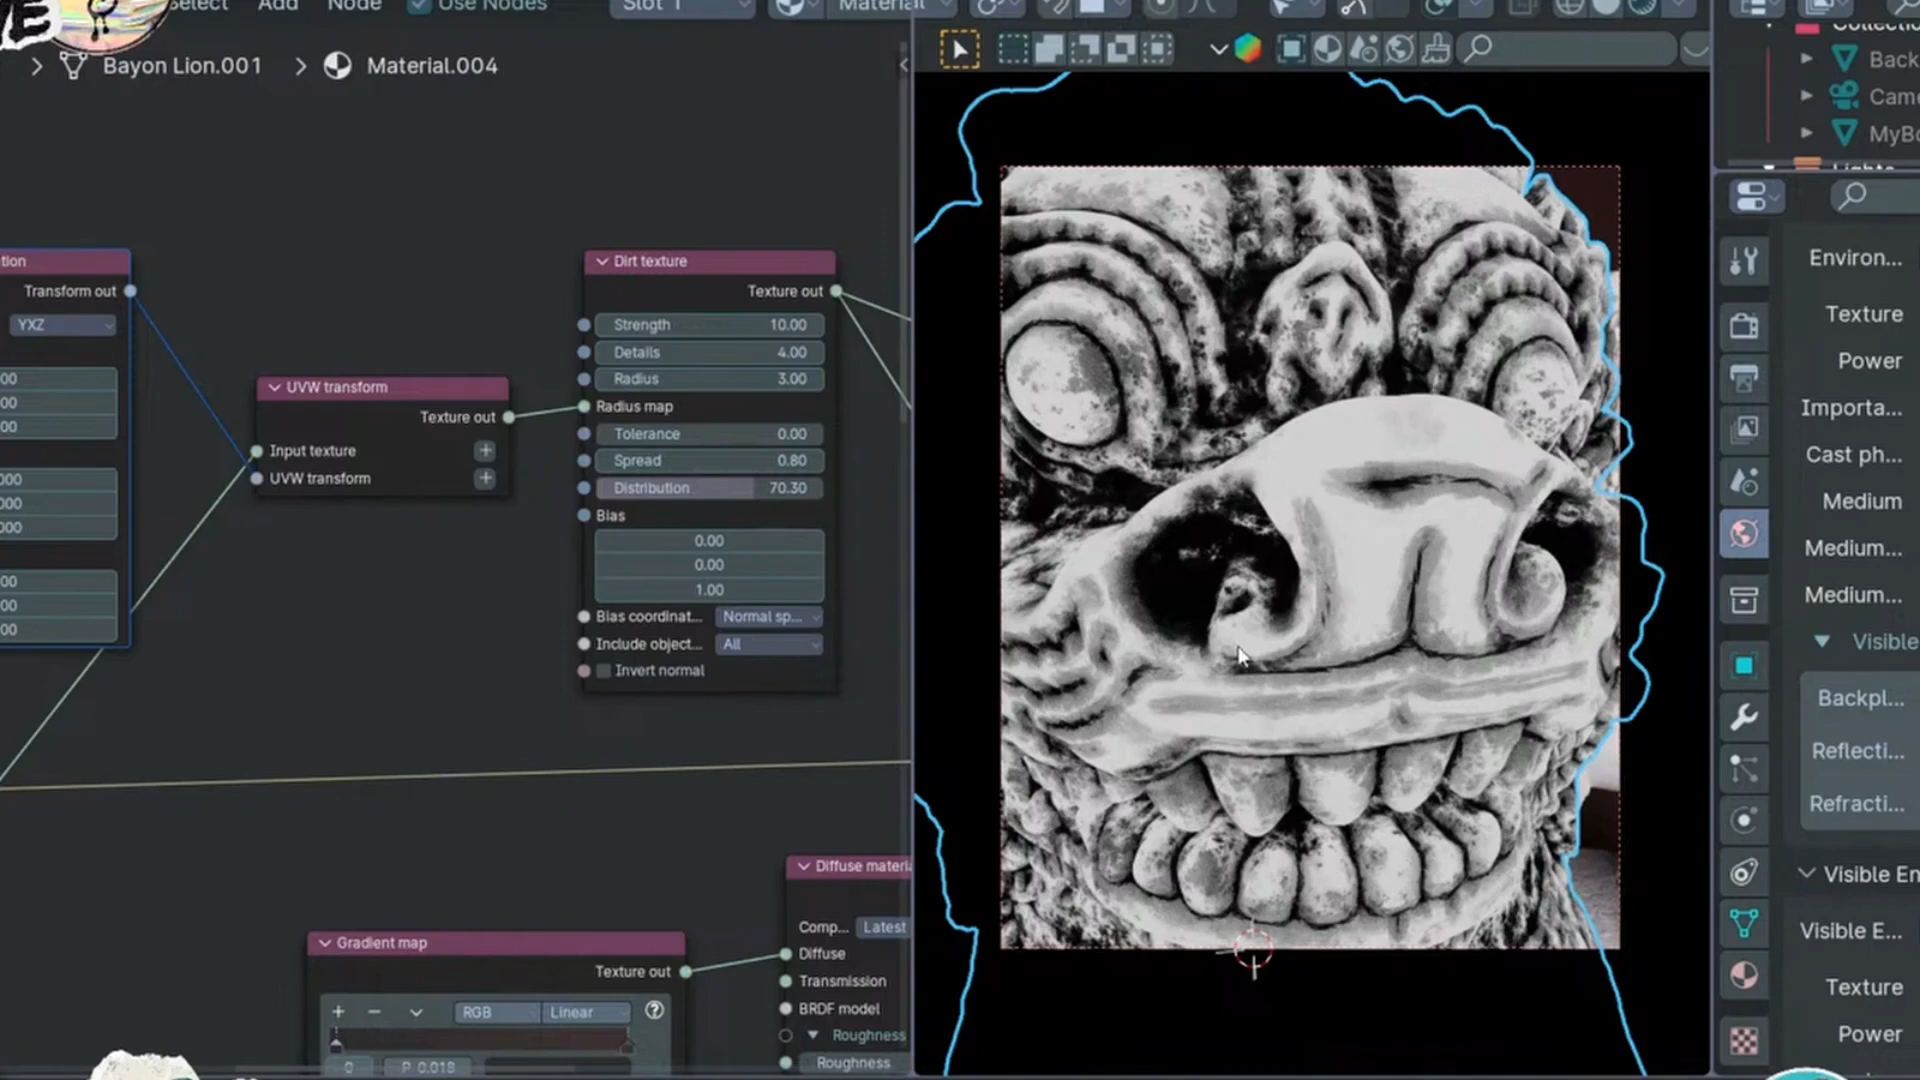 Select Add Node Use Nodes Slot 1 Material
Bayon Lion.001 Material.004
Transform out
YXZ
UVW transform
Texture out
Input texture
UVW transform
Dirt texture
Texture out
Strength 10.00
Details 4.00
Radius 3.00
Radius map
Tolerance 0.00
Spread 0.80
Distribution 70.30
Bias
0.00
0.00
1.00
Bias coordinat... Normal sp...
Include object... All
Invert normal
Gradient map
Texture out
RGB Linear
0 P 0.018
Diffuse materi
Comp... Latest
Diffuse
Transmission
BRDF model
Roughness
Roughness
Collectio
Back
Came
MyBo
Lights
Environ...
Texture
Power
Importa...
Cast ph...
Medium
Medium...
Medium...
Visible
Backpl...
Reflecti...
Refracti...
Visible En
Visible E...
Texture
Power